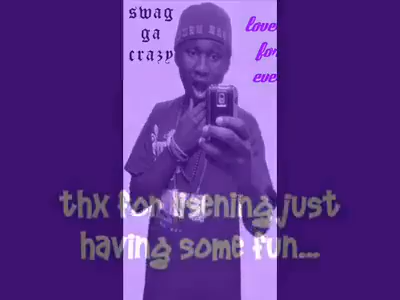 swag
ga
crazy
love
for
eve
thx for lisening just
having some fun...